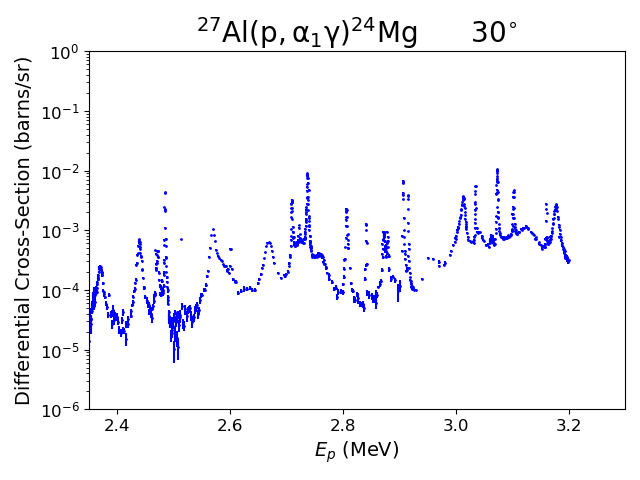 ²⁷Al(p, α₁γ)²⁴Mg 30°
Differential Cross-Section (barns/sr)
10⁰
10⁻¹
10⁻²
10⁻³
10⁻⁴
10⁻⁵
10⁻⁶
2.4 2.6 2.8 3.0 3.2
Eₚ (MeV)